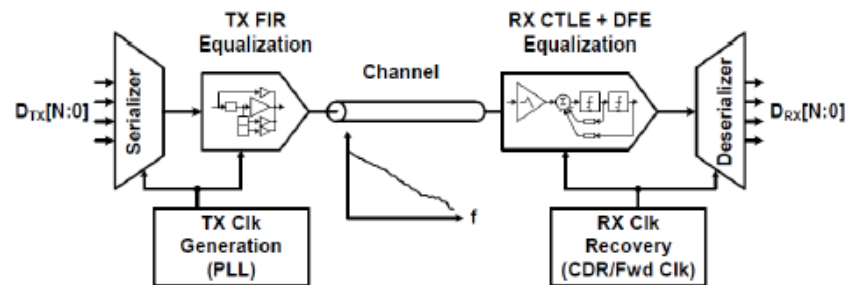 TX FIR
Equalization
RX CTLE + DFE
Equalization
Channel
Serializer
Deserializer
DTX[N:0]
DRX[N:0]
f
TX Clk
Generation
(PLL)
RX Clk
Recovery
(CDR/Fwd Clk)